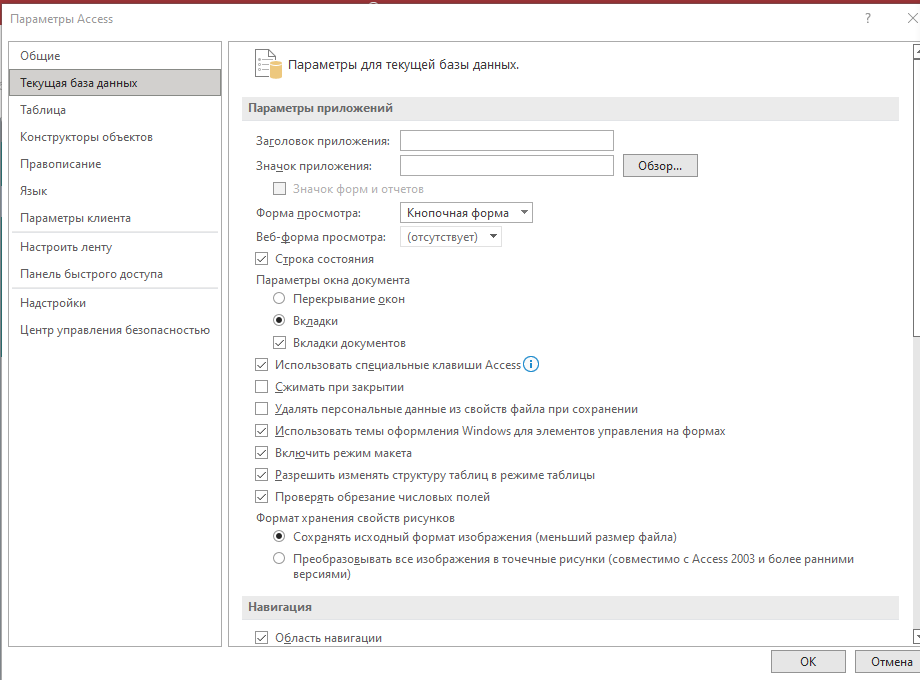 Параметры Access
?
Общие
Текущая база данных
Таблица
Конструкторы объектов
Правописание
Язык
Параметры клиента
Настроить ленту
Панель быстрого доступа
Надстройки
Центр управления безопасностью
Параметры для текущей базы данных.
Параметры приложений
Заголовок приложения:
Значок приложения:
Обзор...
Значок форм и отчетов
Форма просмотра:
Кнопочная форма
Веб-форма просмотра:
(отсутствует)
Строка состояния
Параметры окна документа
Перекрывание окон
Вкладки
Вкладки документов
Использовать специальные клавиши Access
Сжимать при закрытии
Удалять персональные данные из свойств файла при сохранении
Использовать темы оформления Windows для элементов управления на формах
Включить режим макета
Разрешить изменять структуру таблиц в режиме таблицы
Проверять обрезание числовых полей
Формат хранения свойств рисунков
Сохранять исходный формат изображения (меньший размер файла)
Преобразовывать все изображения в точечные рисунки (совместимо с Access 2003 и более ранними
версиями)
Навигация
Область навигации
ОК
Отмена